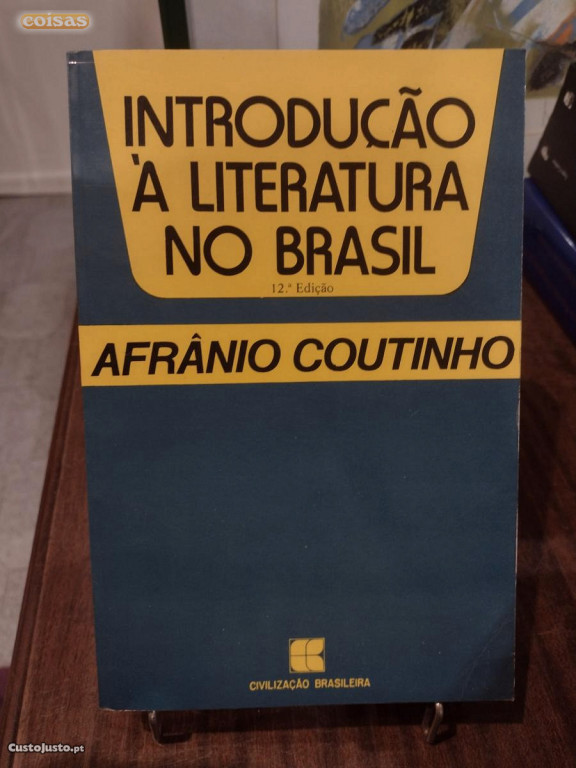 coisas
INTRODUÇÃO
À LITERATURA
NO BRASIL
12.ª Edição
AFRÂNIO COUTINHO
CIVILIZAÇÃO BRASILEIRA
CustoJusto.pt